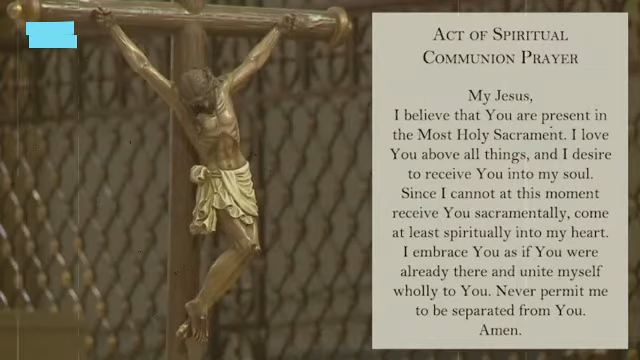 ACT OF SPIRITUAL
COMMUNION PRAYER
My Jesus,
I believe that You are present in
the Most Holy Sacrament. I love
You above all things, and I desire
to receive You into my soul.
Since I cannot at this moment
receive You sacramentally, come
at least spiritually into my heart.
I embrace You as if You were
already there and unite myself
wholly to You. Never permit me
to be separated from You.
Amen.